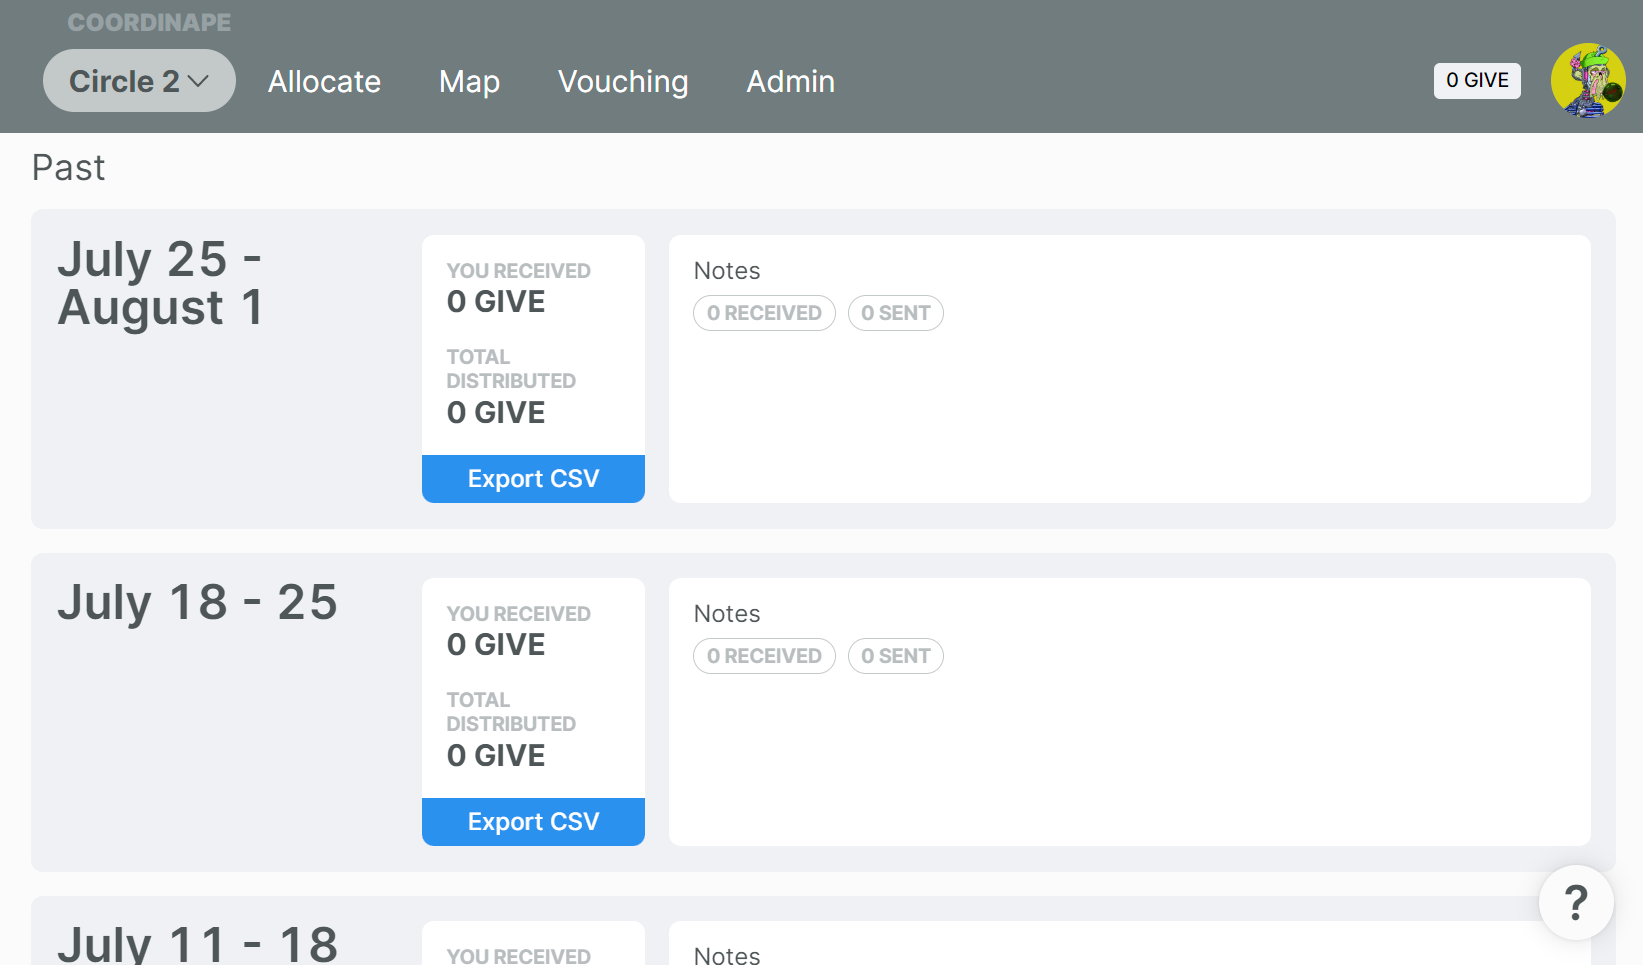 COORDINAPE
Circle 2
Allocate
Map
Vouching
Admin
0 GIVE
Past
July 25 -
August 1
YOU RECEIVED
0 GIVE
TOTAL
DISTRIBUTED
0 GIVE
Export CSV
Notes
0 RECEIVED
0 SENT
July 18 - 25
YOU RECEIVED
0 GIVE
TOTAL
DISTRIBUTED
0 GIVE
Export CSV
Notes
0 RECEIVED
0 SENT
July 11 - 18
YOU RECEIVED
Notes
?